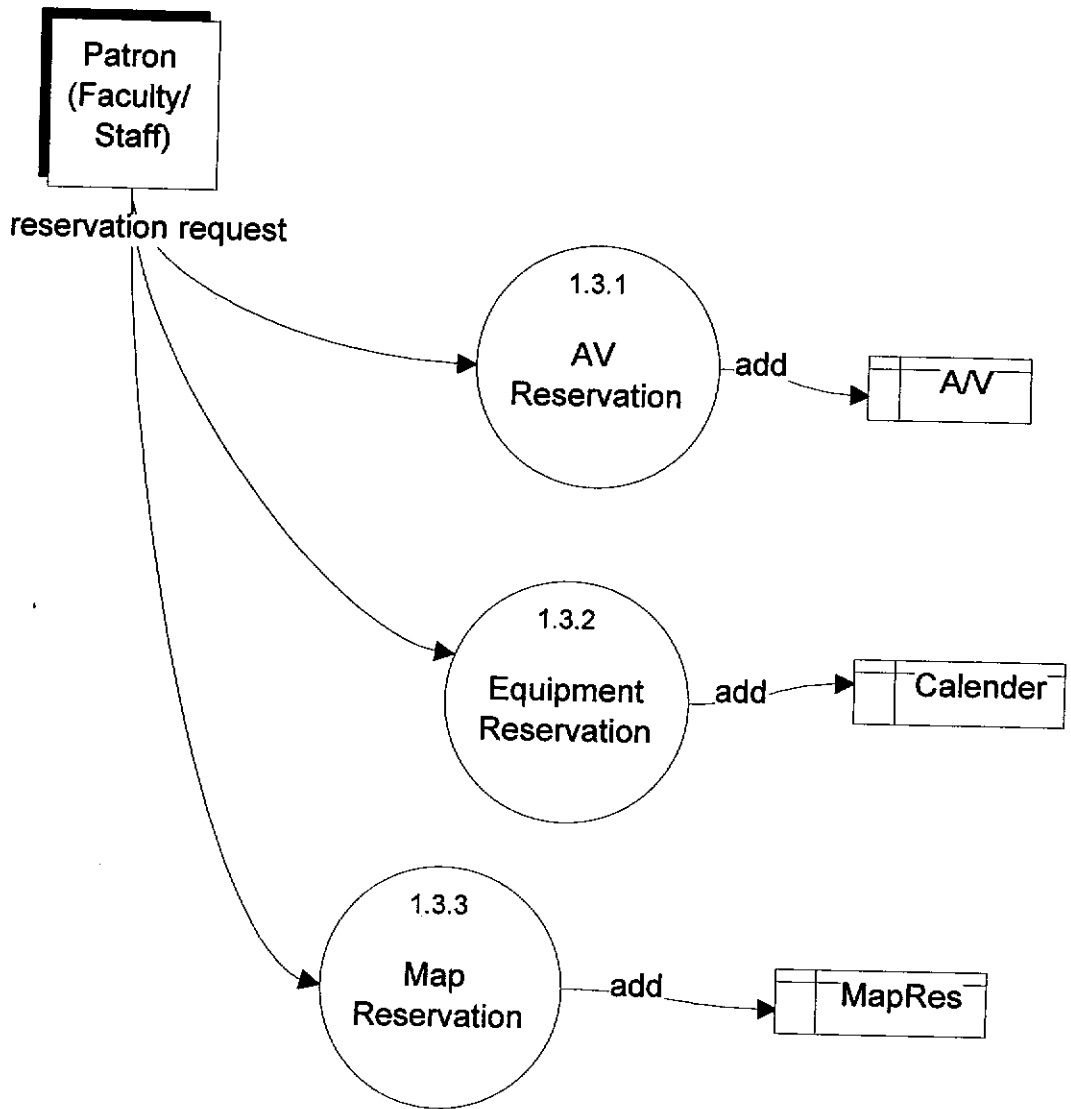 Patron
(Faculty/
Staff)
reservation request
1.3.1
AV
Reservation
add
A/V
1.3.2
Equipment
Reservation
add
Calender
1.3.3
Map
Reservation
add
MapRes